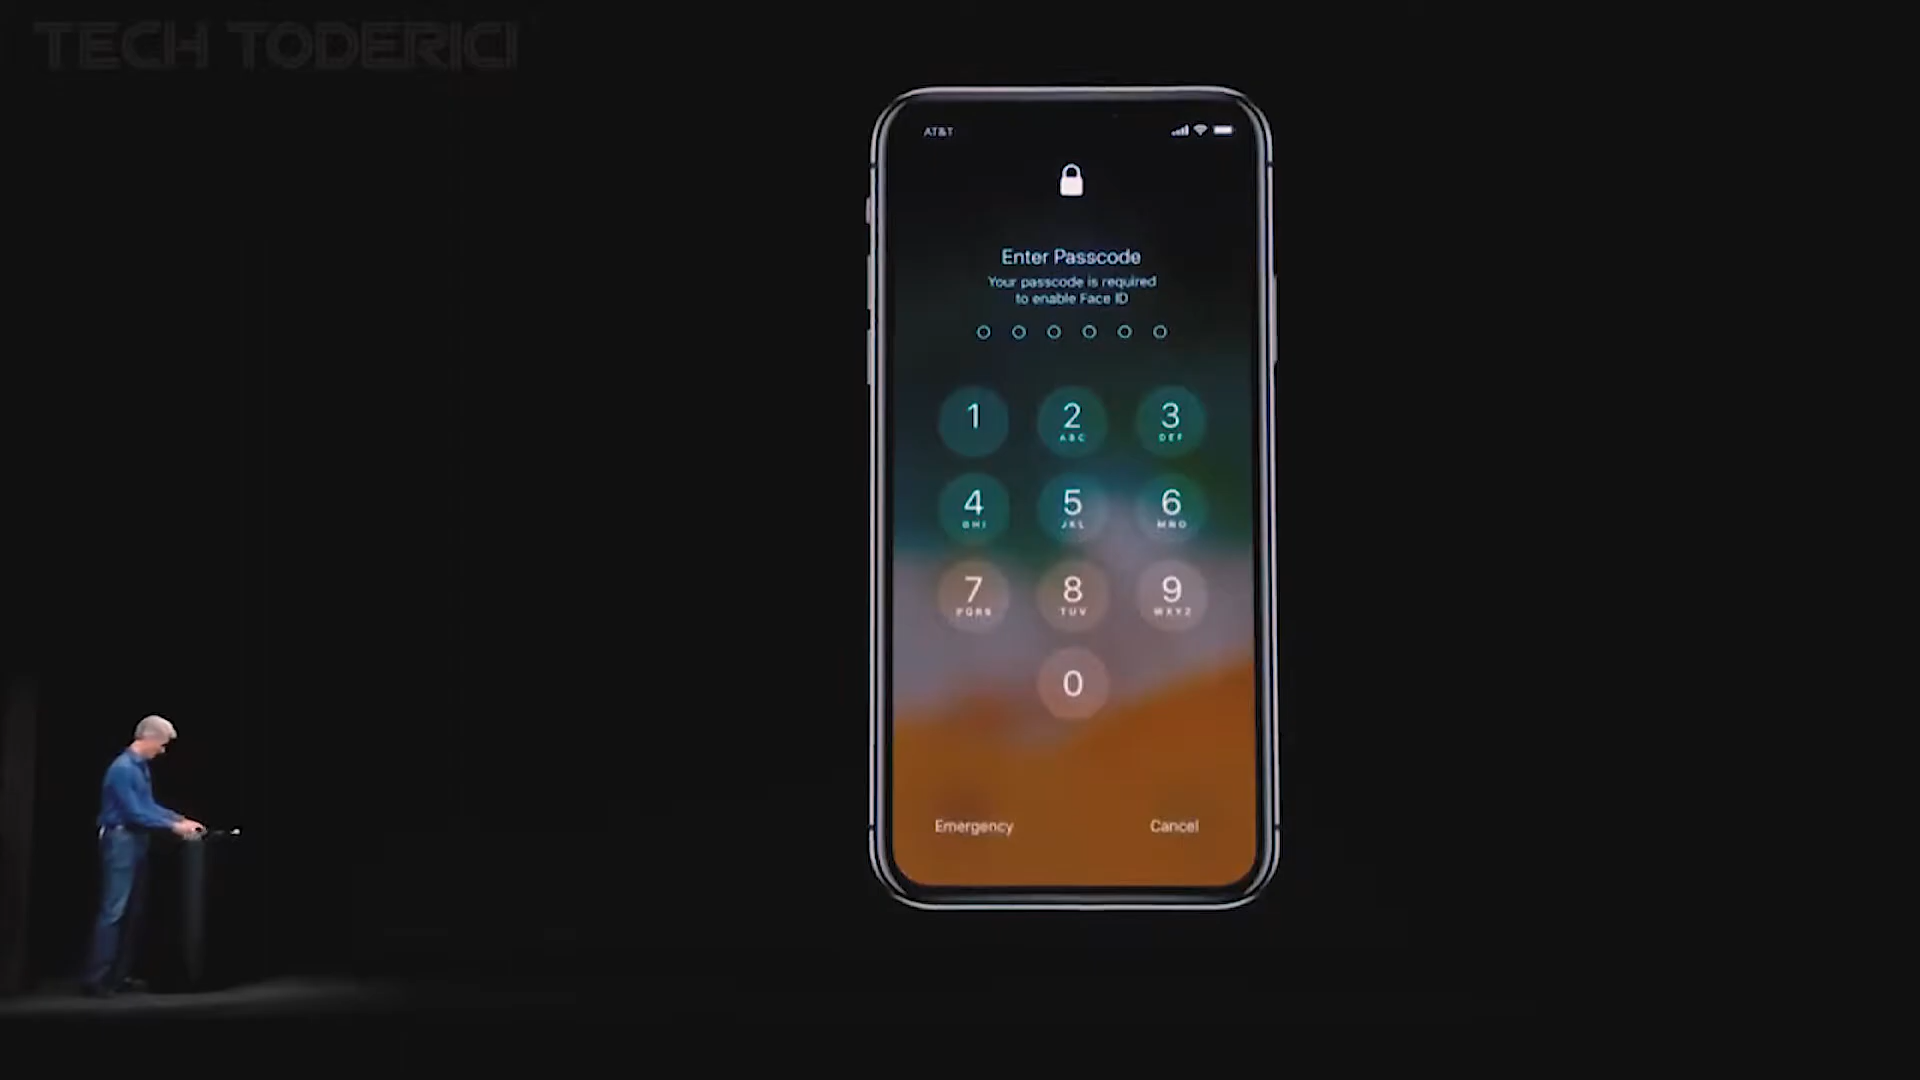 TECH TODERICI
AT&T
Enter Passcode
Your passcode is required
to enable Face ID
1
2
ABC
3
DEF
4
GHI
5
JKL
6
MNO
7
PQRS
8
TUV
9
WXYZ
0
Emergency
Cancel